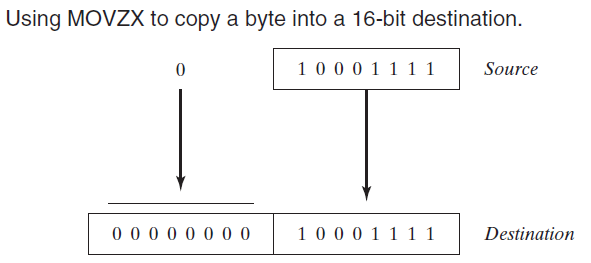 Using MOVZX to copy a byte into a 16-bit destination.
0 1 0 0 0 1 1 1 1 Source
0 0 0 0 0 0 0 0 1 0 0 0 1 1 1 1 Destination